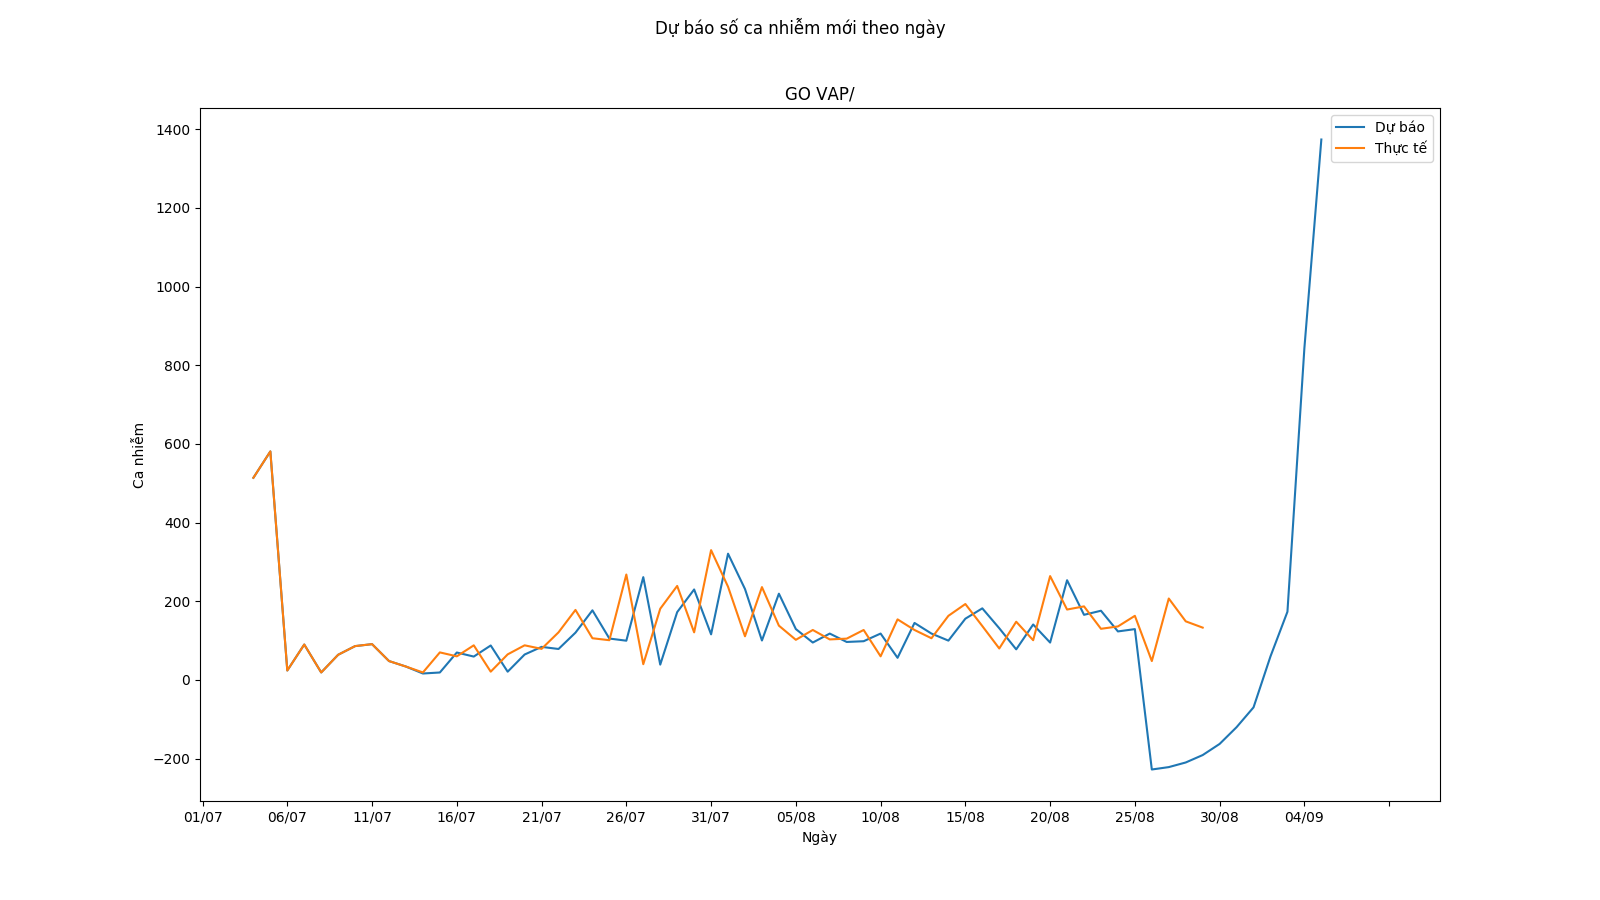 Dự báo số ca nhiễm mới theo ngày
GO VAP/
Dự báo
Thực tế
1400
1200
1000
800
600
400
200
0
−200
Ca nhiễm
01/07 06/07 11/07 16/07 21/07 26/07 31/07 05/08 10/08 15/08 20/08 25/08 30/08 04/09
Ngày